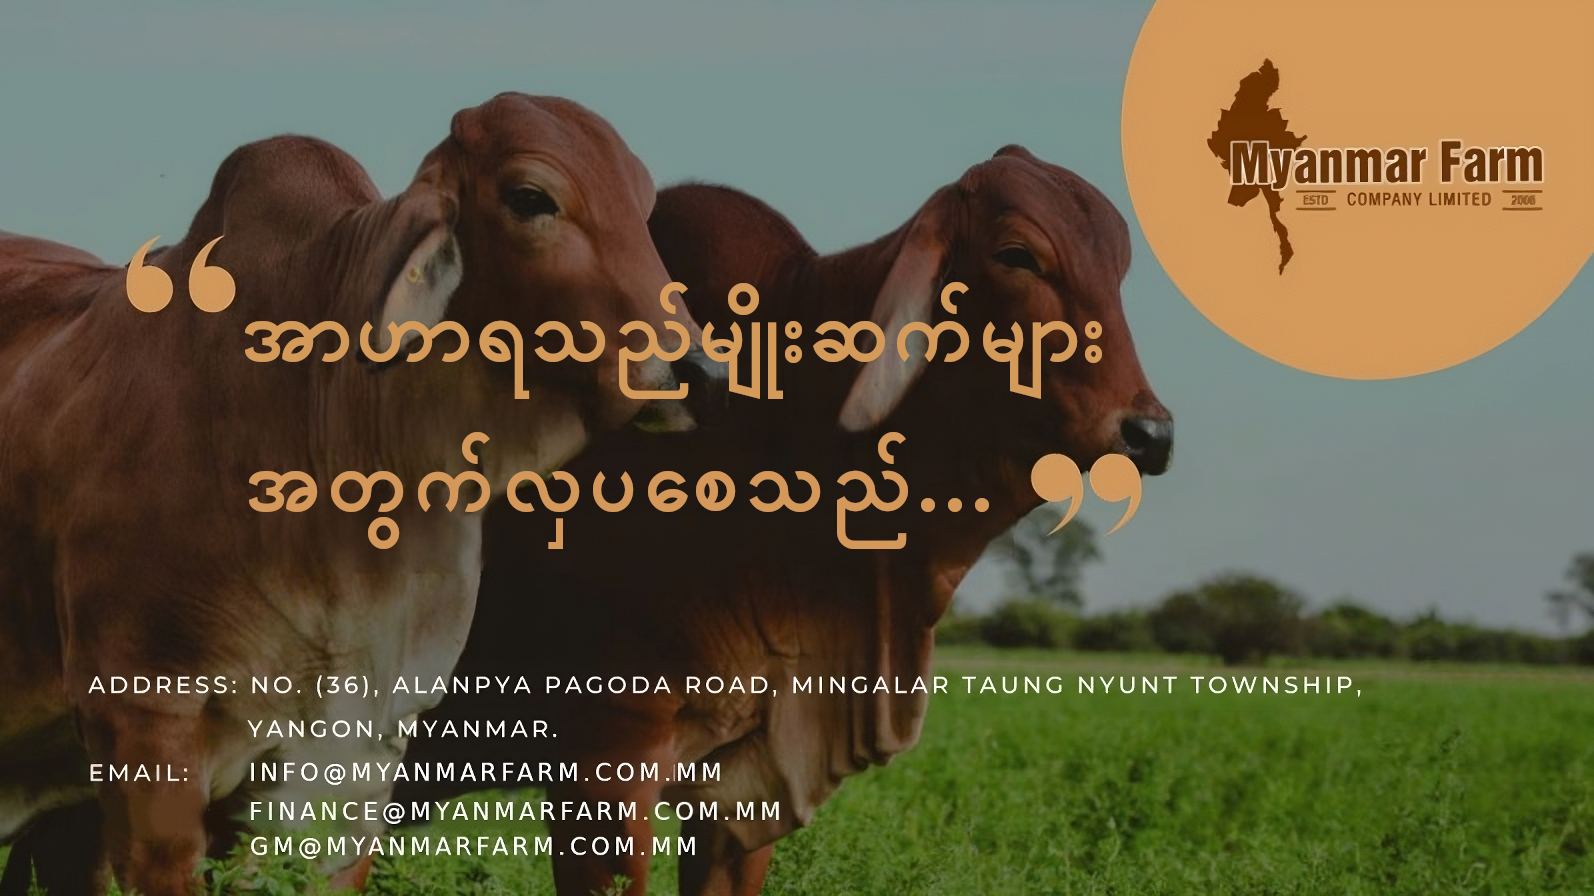 Myanmar Farm
ESTD COMPANY LIMITED 2006
“အာဟာရသည်မျိုးဆက်များ
အတွက်လှပစေသည်...”
ADDRESS: NO. (36), ALANPYA PAGODA ROAD, MINGALAR TAUNG NYUNT TOWNSHIP,
YANGON, MYANMAR.
EMAIL: INFO@MYANMARFARM.COM.MM
FINANCE@MYANMARFARM.COM.MM
GM@MYANMARFARM.COM.MM